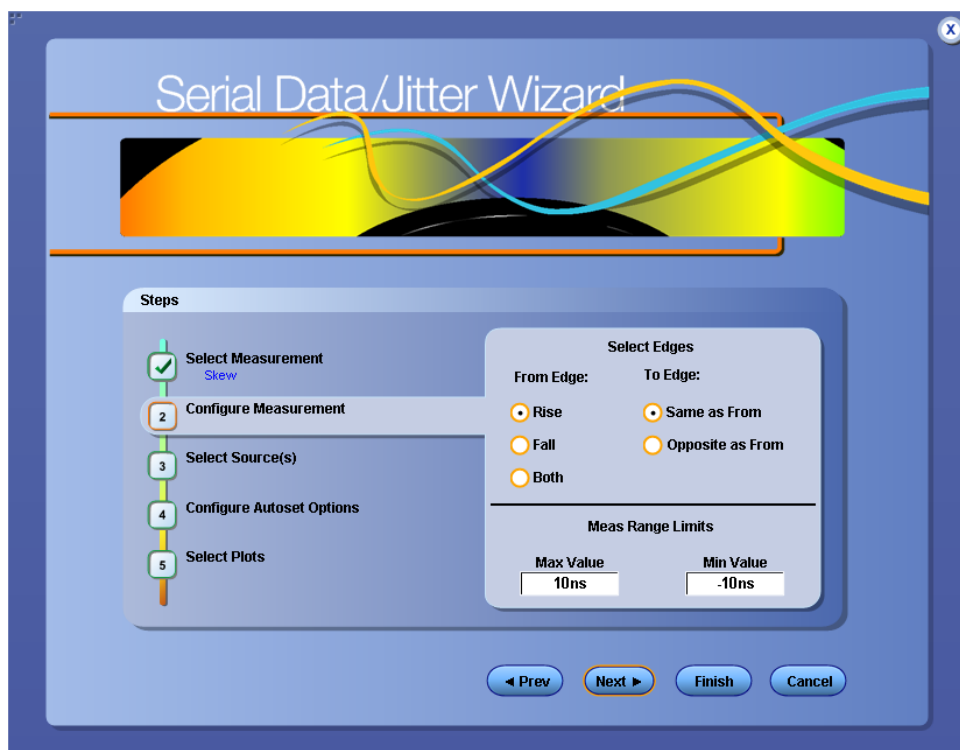 X
Serial Data/Jitter Wizard
Steps
Select Measurement
Skew
2 Configure Measurement
3 Select Source(s)
4 Configure Autoset Options
5 Select Plots
Select Edges
From Edge: To Edge:
Rise Same as From
Fall Opposite as From
Both
Meas Range Limits
Max Value Min Value
10ns -10ns
◄ Prev Next ► Finish Cancel